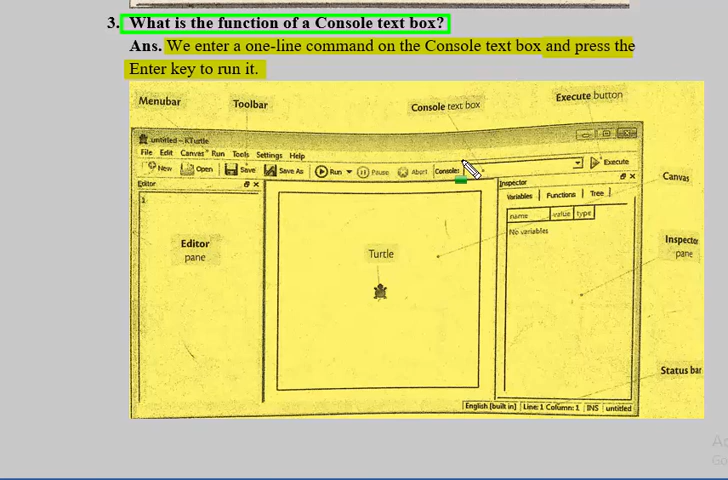 3. What is the function of a Console text box?
Ans. We enter a one-line command on the Console text box and press the
Enter key to run it.
Menubar
Toolbar
Console text box
Execute button
untitled – KTurtle
File Edit Canvas Run Tools Settings Help
New Open Save Save As Run Pause Abort Console: Execute
Editor
Inspector
Canvas
1
Variables Functions Tree
name value type
No variables
Editor
pane
Turtle
Inspector
pane
Status bar
English [built in] Line: 1 Column: 1 INS untitled